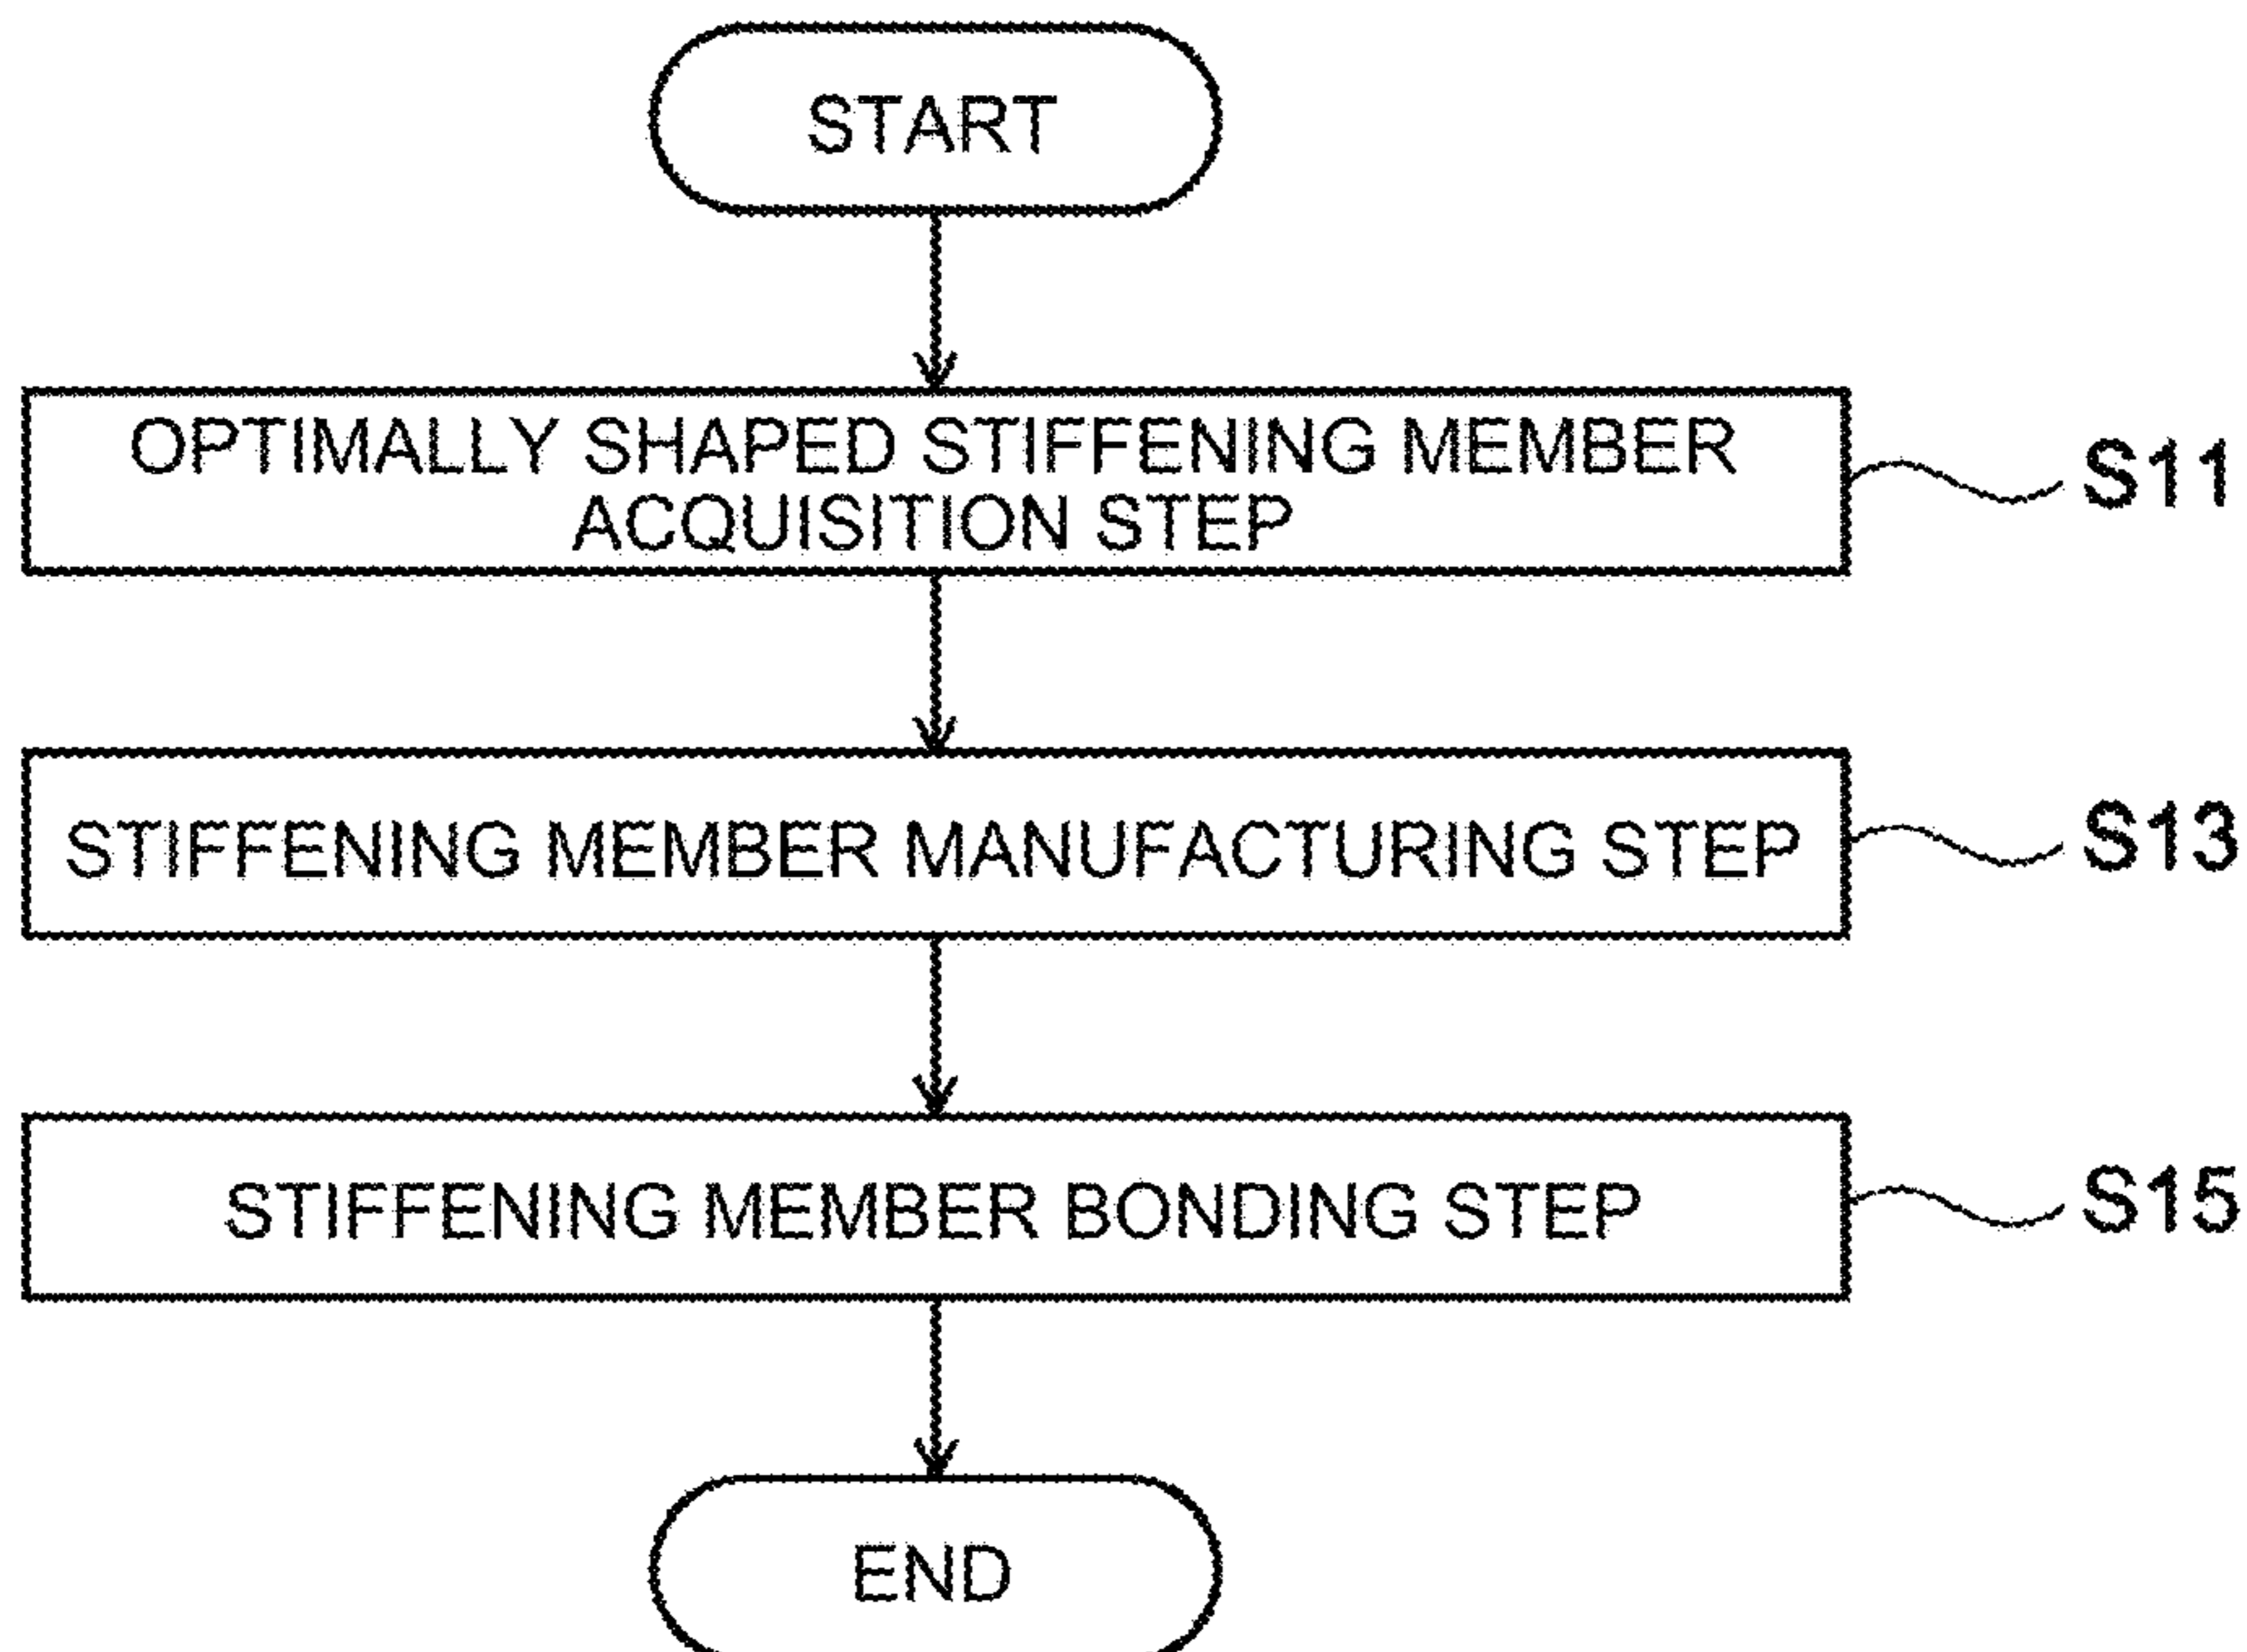 START
OPTIMALLY SHAPED STIFFENING MEMBER
ACQUISITION STEP
S11
STIFFENING MEMBER MANUFACTURING STEP
S13
STIFFENING MEMBER BONDING STEP
S15
END